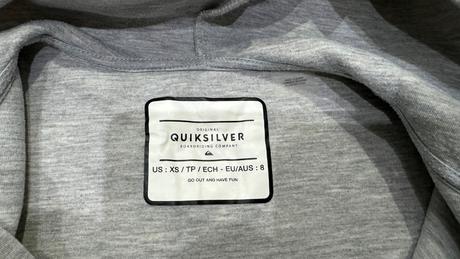 ORIGINAL
QUIKSILVER
BOARDRIDING COMPANY
US : XS / TP / ECH - EU/AUS : 8
GO OUT AND HAVE FUN